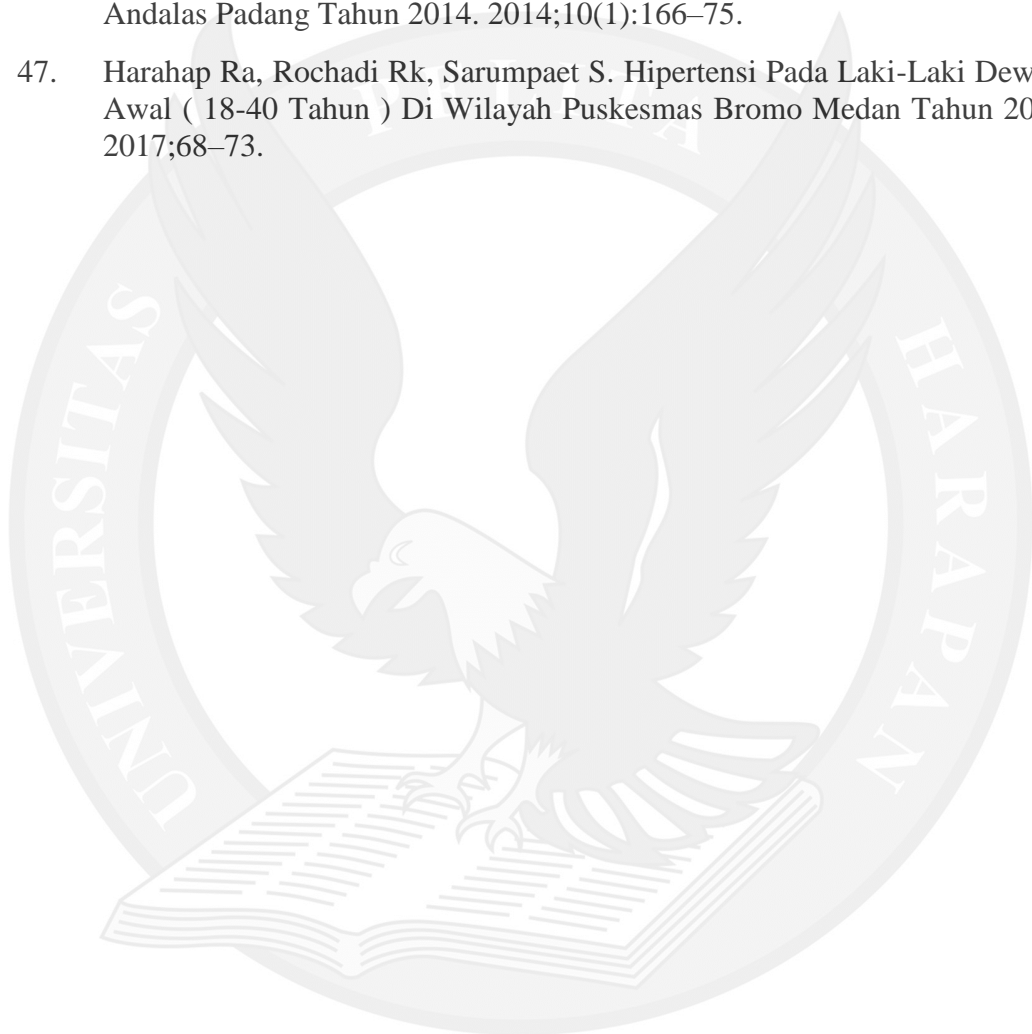 Andalas Padang Tahun 2014. 2014;10(1):166–75.
47. Harahap Ra, Rochadi Rk, Sarumpaet S. Hipertensi Pada Laki-Laki Dew
Awal ( 18-40 Tahun ) Di Wilayah Puskesmas Bromo Medan Tahun 20
2017;68–73.
UNIVERSITAS
PELITA
HARAPAN